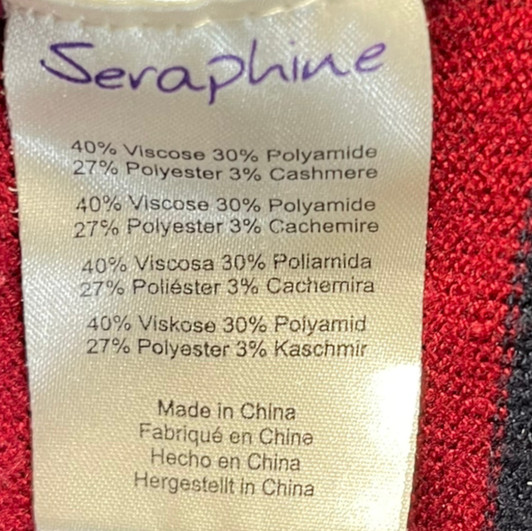 Seraphine
40% Viscose 30% Polyamide
27% Polyester 3% Cashmere
40% Viscose 30% Polyamide
27% Polyester 3% Cachemire
40% Viscosa 30% Poliamida
27% Poliéster 3% Cachemira
40% Viskose 30% Polyamid
27% Polyester 3% Kaschmir
Made in China
Fabriqué en Chine
Hecho en China
Hergestellt in China